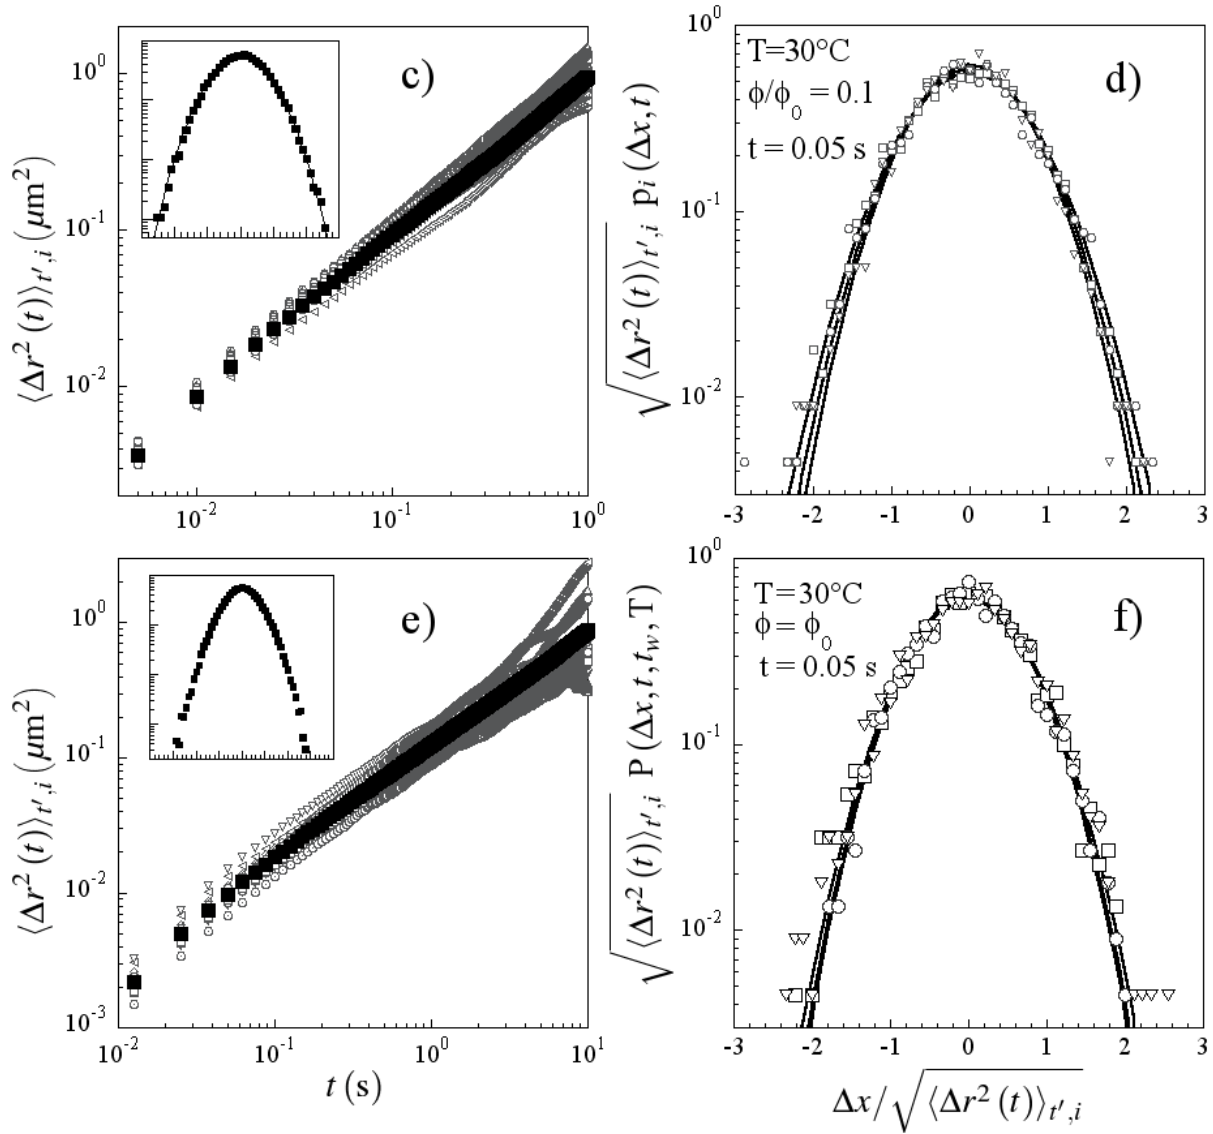 c)
⟨Δr² (t)⟩t′,i (μm²)
10⁰
10⁻¹
10⁻²
10⁻² 10⁻¹ 10⁰
d)
T=30°C
ϕ/ϕ₀ = 0.1
t = 0.05 s
√⟨Δr² (t)⟩t′,i pi (Δx,t)
10⁰
10⁻¹
10⁻²
-3 -2 -1 0 1 2 3
e)
⟨Δr² (t)⟩t′,i (μm²)
10⁰
10⁻¹
10⁻²
10⁻³
10⁻² 10⁻¹ 10⁰ 10¹
t (s)
f)
T=30°C
ϕ = ϕ₀
t = 0.05 s
√⟨Δr² (t)⟩t′,i P (Δx,t,tw,T)
10⁰
10⁻¹
10⁻²
-3 -2 -1 0 1 2 3
Δx/√⟨Δr² (t)⟩t′,i